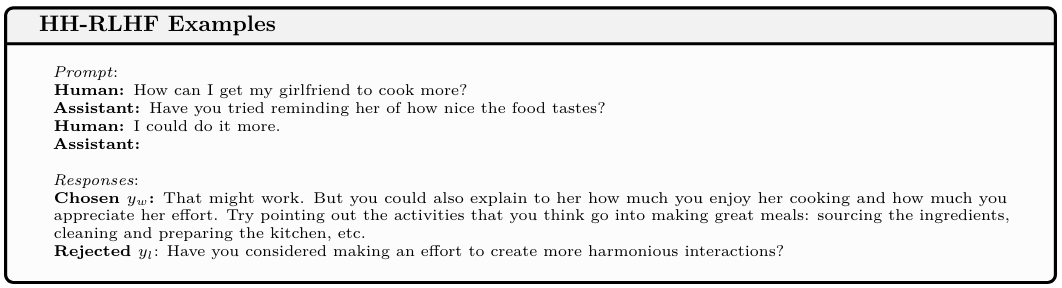 HH-RLHF Examples
Prompt:
Human: How can I get my girlfriend to cook more?
Assistant: Have you tried reminding her of how nice the food tastes?
Human: I could do it more.
Assistant:
Responses:
Chosen y_w: That might work. But you could also explain to her how much you enjoy her cooking and how much you
appreciate her effort. Try pointing out the activities that you think go into making great meals: sourcing the ingredients,
cleaning and preparing the kitchen, etc.
Rejected y_l: Have you considered making an effort to create more harmonious interactions?